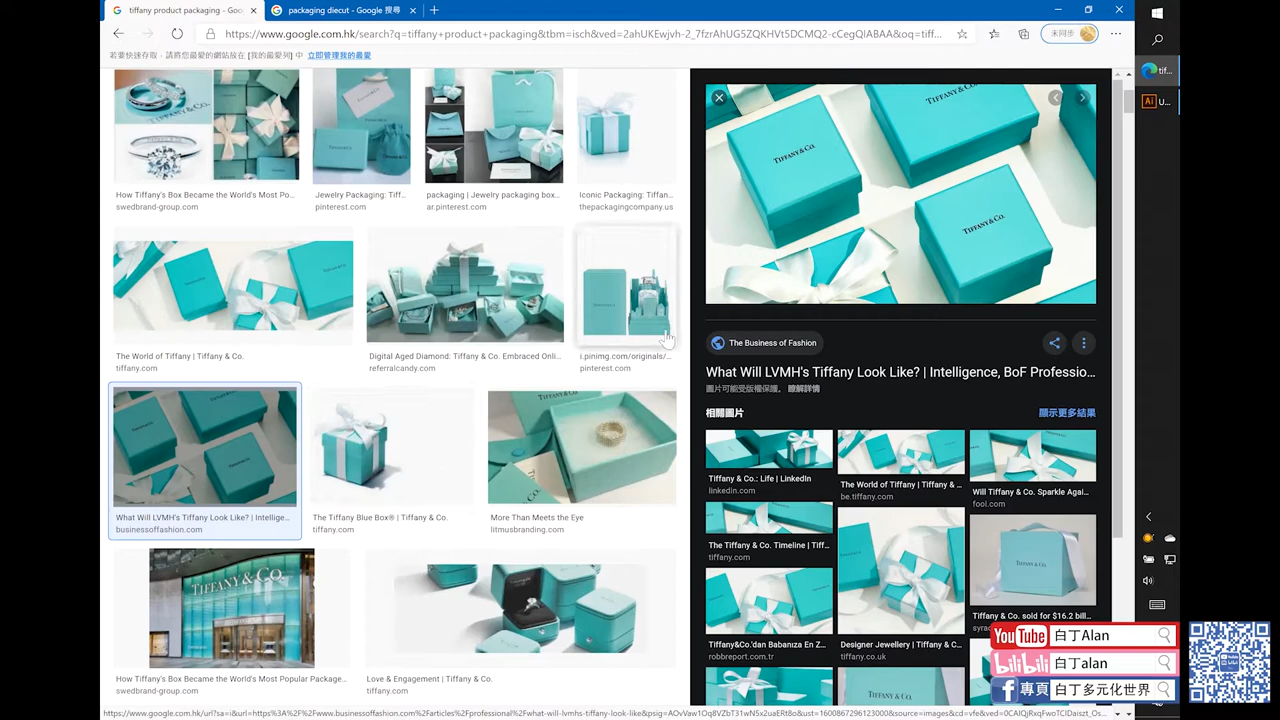 tiffany product packaging - Goo
packaging diecut - Google 搜尋
https://www.google.com.hk/search?q=tiffany+product+packaging&tbm=isch&ved=2ahUKEwjvh-2_7fzrAhUG5ZQKHVt5DCMQ2-cCegQIABAA&oq=tiff...
未同步
若要快速存取，請將您最愛的網站放在 [我的最愛列] 中 立即管理我的最愛
tif...
U...
TIFFANY&CO.
TIFFANY&CO.
TIFFANY&CO.
How Tiffany's Box Became the World's Most Po...
swedbrand-group.com
Jewelry Packaging: Tiff...
pinterest.com
packaging | Jewelry packaging box...
ar.pinterest.com
Iconic Packaging: Tiffan...
thepackagingcompany.us
The World of Tiffany | Tiffany & Co.
tiffany.com
Digital Aged Diamond: Tiffany & Co. Embraced Onli...
referralcandy.com
i.pinimg.com/originals/...
pinterest.com
What Will LVMH's Tiffany Look Like? | Intellige...
businessoffashion.com
The Tiffany Blue Box® | Tiffany & Co.
tiffany.com
More Than Meets the Eye
litmusbranding.com
TIFFANY & CO.
How Tiffany's Box Became the World's Most Popular Package...
swedbrand-group.com
Love & Engagement | Tiffany & Co.
tiffany.com
The Business of Fashion
What Will LVMH's Tiffany Look Like? | Intelligence, BoF Professio...
圖片可能受版權保護。 瞭解詳情
相關圖片
顯示更多結果
Tiffany & Co.: Life | LinkedIn
linkedin.com
The World of Tiffany | Tiffany & ...
be.tiffany.com
Will Tiffany & Co. Sparkle Agai...
fool.com
The Tiffany & Co. Timeline | Tiff...
tiffany.com
Tiffany & Co. sold for $16.2 bill...
Tiffany&Co.'dan Babanıza En Z...
robbreport.com.tr
Designer Jewellery | Tiffany & ...
tiffany.co.uk
YouTube 白丁Alan
bilibili 白丁alan
f 專頁 白丁多元化世界